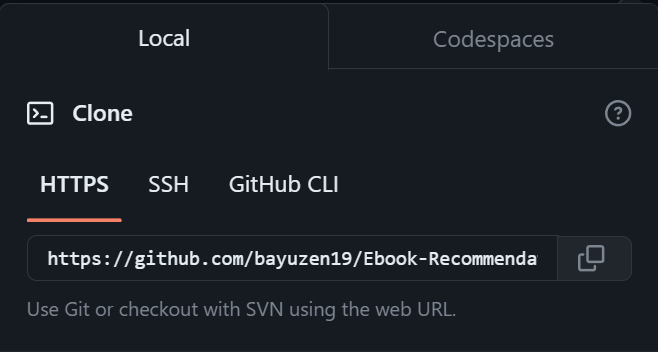 Local
Codespaces
Clone
HTTPS
SSH
GitHub CLI
https://github.com/bayuzen19/Ebook-Recommenda
Use Git or checkout with SVN using the web URL.